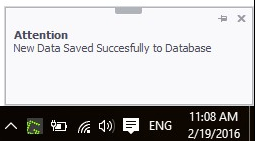 Attention
New Data Saved Succesfully to Database
ENG
11:08 AM
2/19/2016